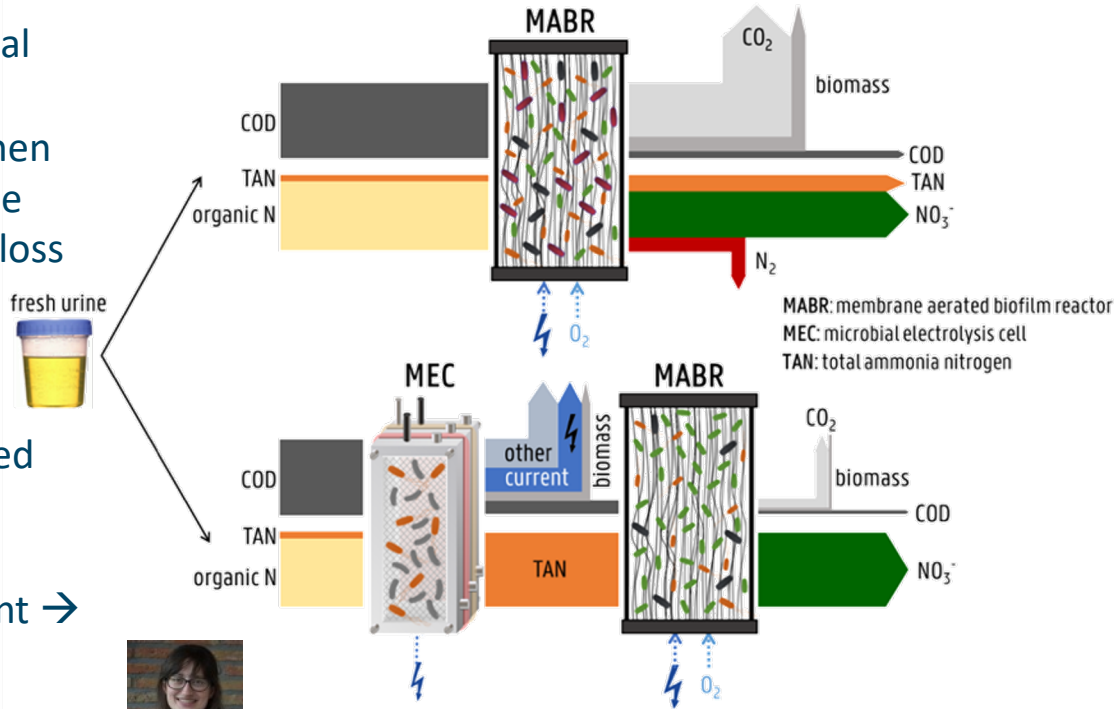 al
nen
e
loss
ed
nt →
fresh urine
MABR
COD
TAN
organic N
CO2
biomass
COD
TAN
NO3-
N2
O2
MABR: membrane aerated biofilm reactor
MEC: microbial electrolysis cell
TAN: total ammonia nitrogen
MEC
COD
TAN
organic N
other
current
biomass
TAN
MABR
CO2
biomass
COD
NO3-
O2